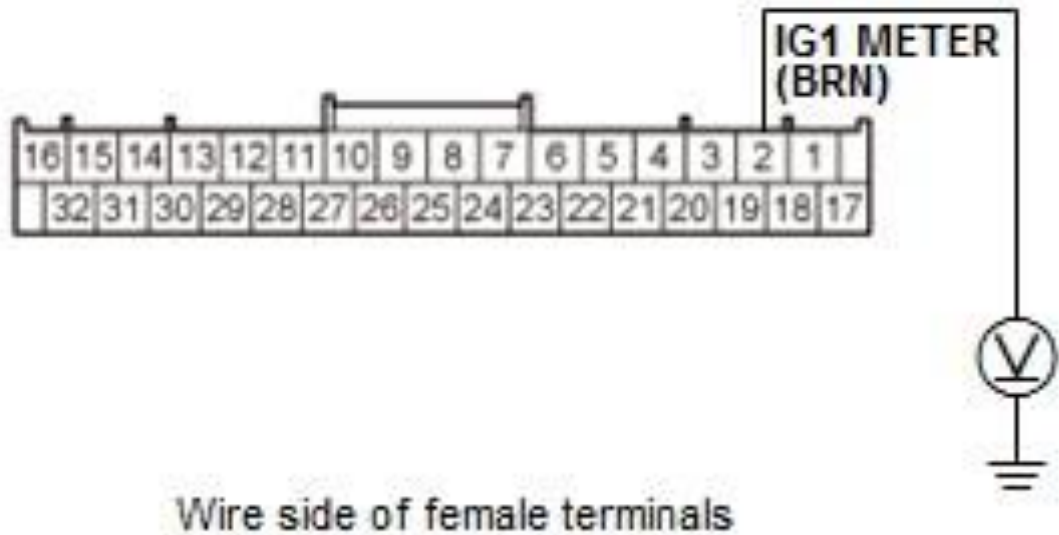 IG1 METER
(BRN)
16 15 14 13 12 11 10 9 8 7 6 5 4 3 2 1
32 31 30 29 28 27 26 25 24 23 22 21 20 19 18 17
V
Wire side of female terminals